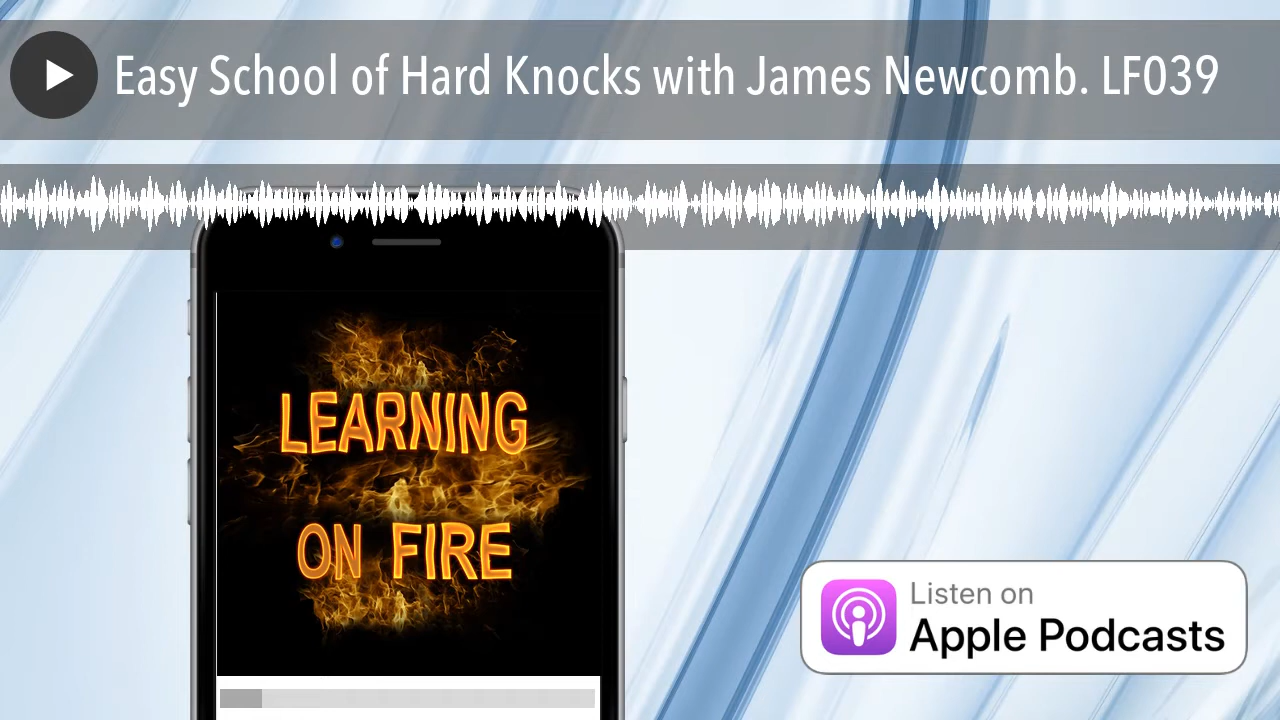 Easy School of Hard Knocks with James Newcomb. LF039
LEARNING
ON FIRE
Listen on
Apple Podcasts